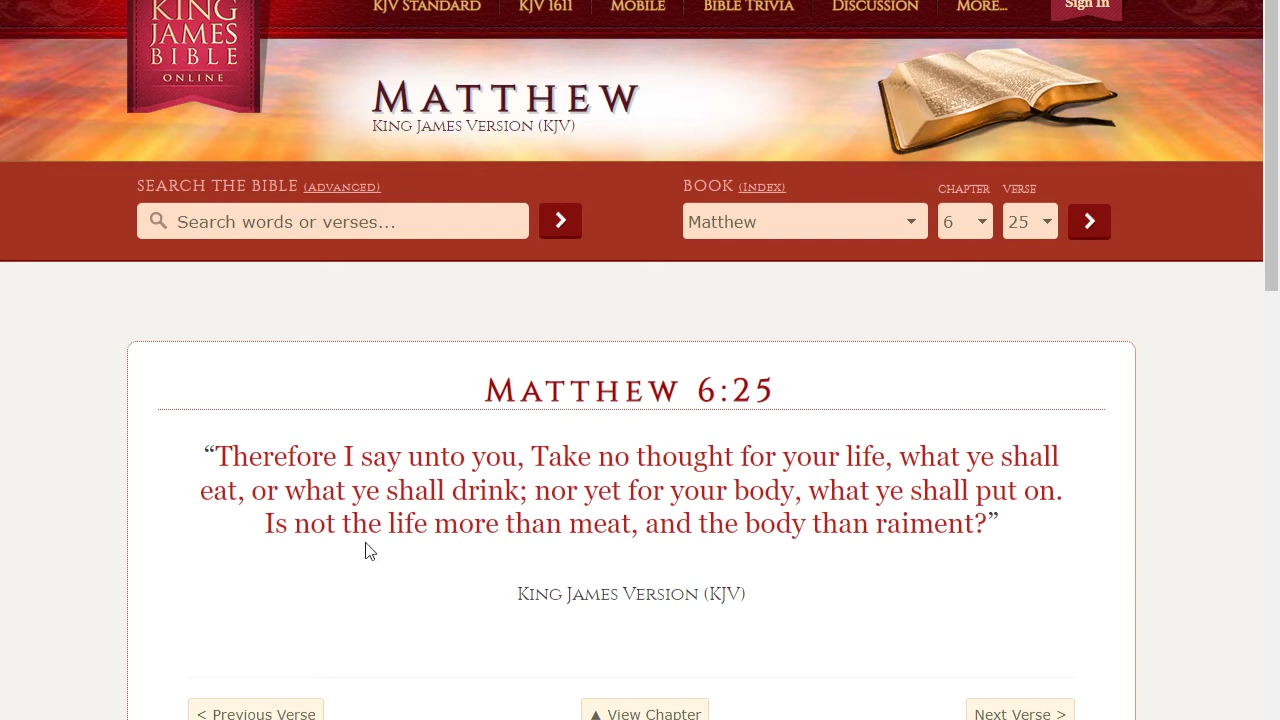 KING
JAMES
BIBLE
ONLINE
KJV STANDARD
KJV 1611
MOBILE
BIBLE TRIVIA
DISCUSSION
MORE...
Sign In
MATTHEW
KING JAMES VERSION (KJV)
SEARCH THE BIBLE (ADVANCED)
Search words or verses...
BOOK (INDEX)
CHAPTER
VERSE
Matthew
6
25
MATTHEW 6:25
“Therefore I say unto you, Take no thought for your life, what ye shall
eat, or what ye shall drink; nor yet for your body, what ye shall put on.
Is not the life more than meat, and the body than raiment?”
KING JAMES VERSION (KJV)
< Previous Verse
▲ View Chapter
Next Verse >